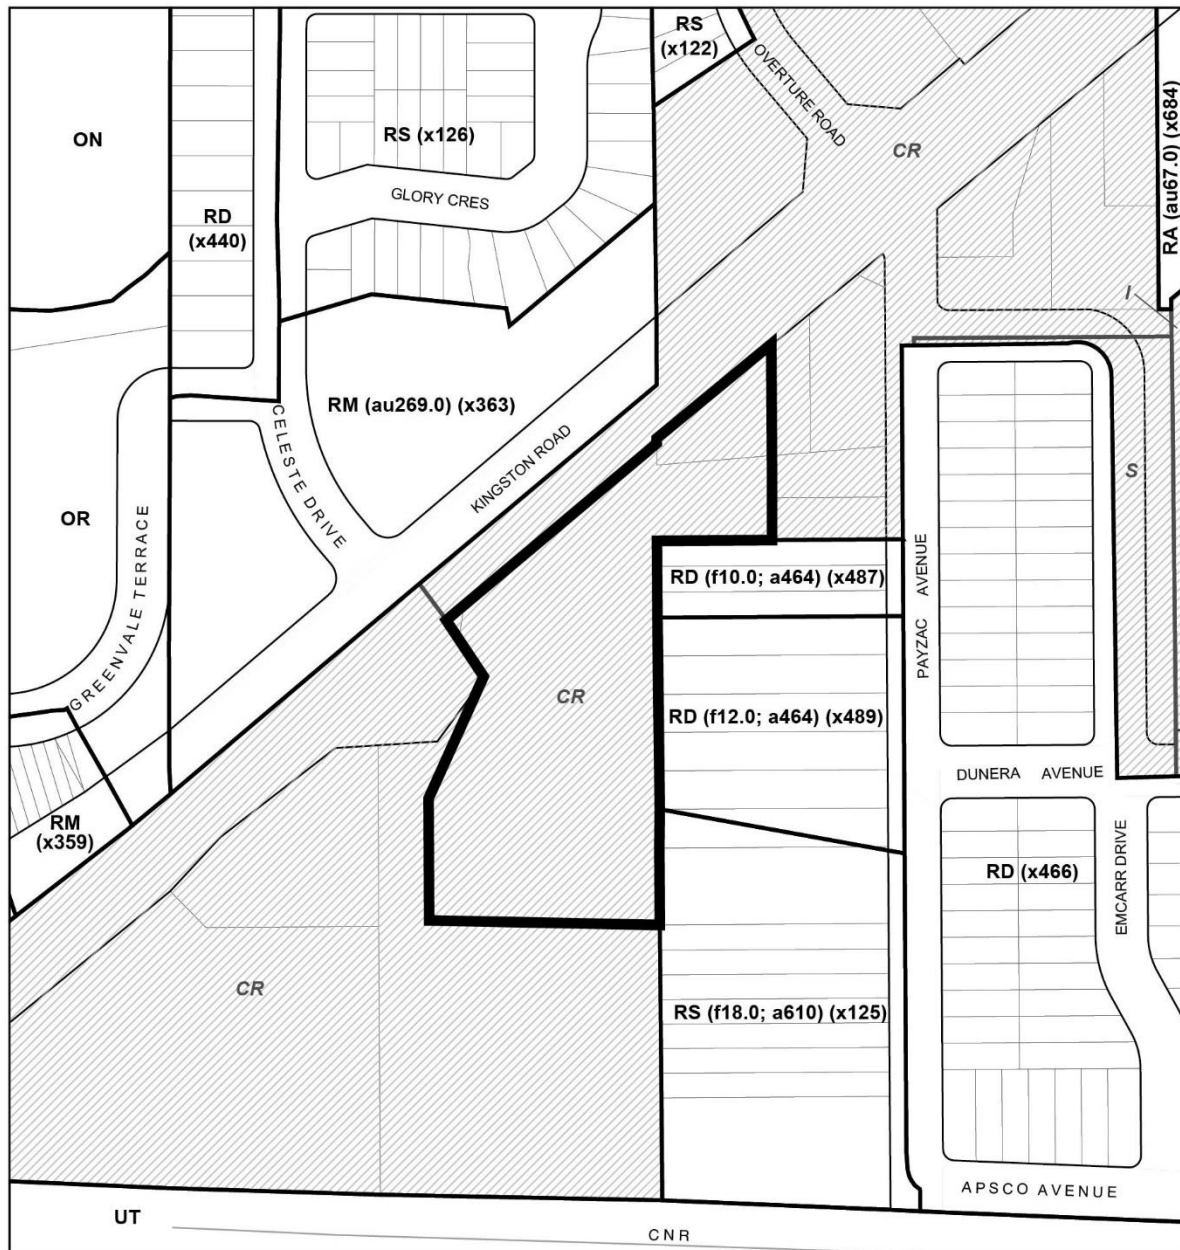 RS
(x122)
OVERTURE ROAD
ON
RS (x126)
CR
RA (au67.0) (x684)
GLORY CRES
RD
(x440)
I
RM (au269.0) (x363)
CELESTE DRIVE
KINGSTON ROAD
S
OR
GREENVALE TERRACE
PAYZAC AVENUE
RD (f10.0; a464) (x487)
CR
RD (f12.0; a464) (x489)
DUNERA AVENUE
RM
(x359)
RD (x466)
EMCARR DRIVE
CR
RS (f18.0; a610) (x125)
APSCO AVENUE
UT
CNR